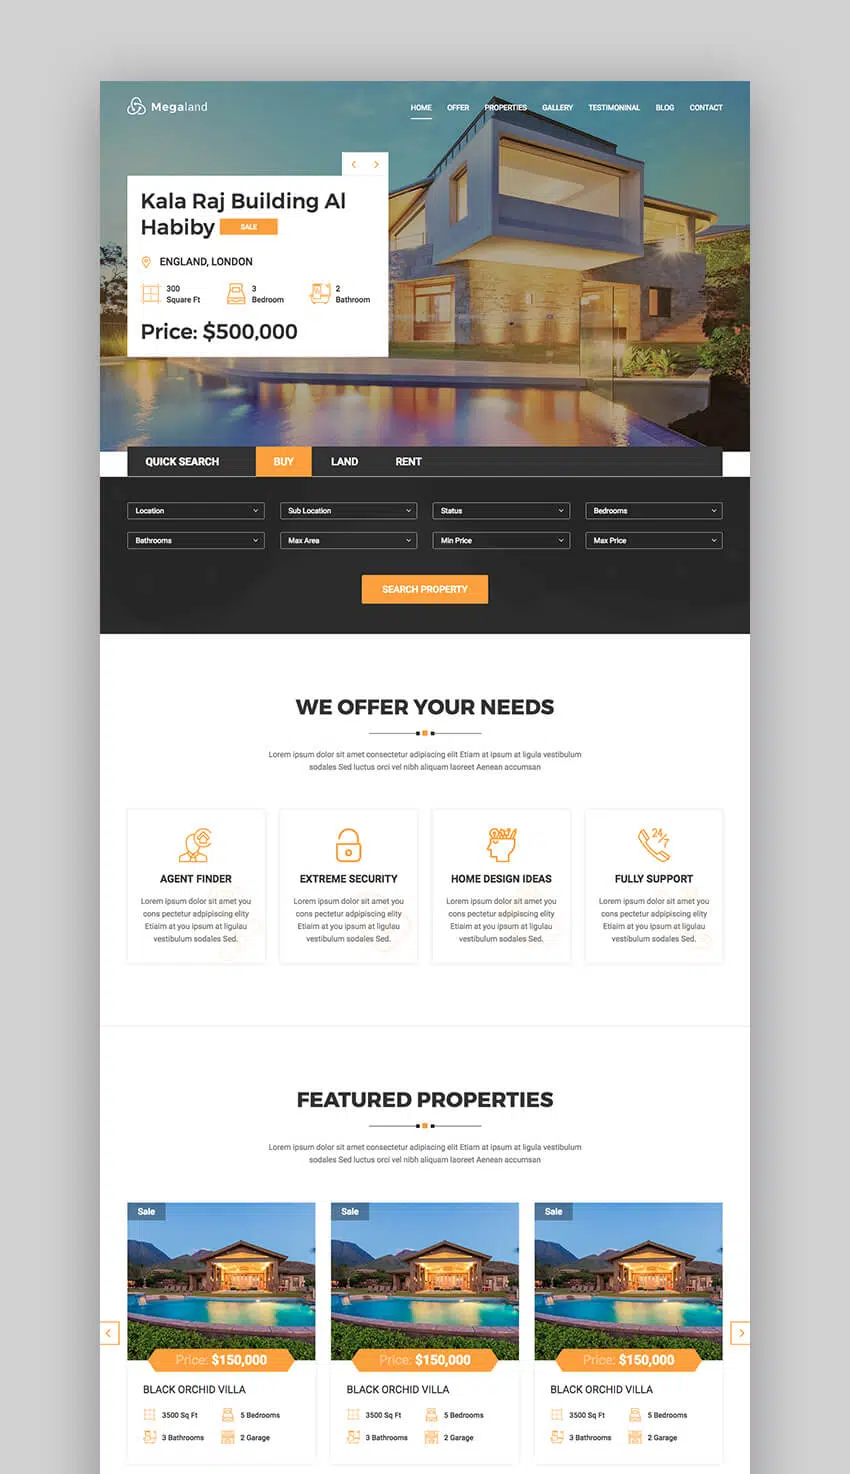 Megaland
HOME OFFER PROPERTIES GALLERY TESTIMONINAL BLOG CONTACT
Kala Raj Building Al
Habiby SALE
ENGLAND, LONDON
300 3 2
Square Ft Bedroom Bathroom
Price: $500,000
QUICK SEARCH BUY LAND RENT
Location Sub Location Status Bedrooms
Bathrooms Max Area Min Price Max Price
SEARCH PROPERTY
WE OFFER YOUR NEEDS
Lorem ipsum dolor sit amet consectetur adipiscing elit Etiam at ipsum at ligula vestibulum
sodales Sed luctus orci vel nibh aliquam laoreet Aenean accumsan
AGENT FINDER
Lorem ipsum dolor sit amet you
cons pectetur adpipiscing elity
Etiaim at you ipsum at ligulau
vestibulum sodales Sed.
EXTREME SECURITY
Lorem ipsum dolor sit amet you
cons pectetur adpipiscing elity
Etiaim at you ipsum at ligulau
vestibulum sodales Sed.
HOME DESIGN IDEAS
Lorem ipsum dolor sit amet you
cons pectetur adpipiscing elity
Etiaim at you ipsum at ligulau
vestibulum sodales Sed.
24/7
FULLY SUPPORT
Lorem ipsum dolor sit amet you
cons pectetur adpipiscing elity
Etiaim at you ipsum at ligulau
vestibulum sodales Sed.
FEATURED PROPERTIES
Lorem ipsum dolor sit amet consectetur adipiscing elit Etiam at ipsum at ligula vestibulum
sodales Sed luctus orci vel nibh aliquam laoreet Aenean accumsan
Sale
Price: $150,000
BLACK ORCHID VILLA
3500 Sq Ft 5 Bedrooms
3 Bathrooms 2 Garage
Sale
Price: $150,000
BLACK ORCHID VILLA
3500 Sq Ft 5 Bedrooms
3 Bathrooms 2 Garage
Sale
Price: $150,000
BLACK ORCHID VILLA
3500 Sq Ft 5 Bedrooms
3 Bathrooms 2 Garage